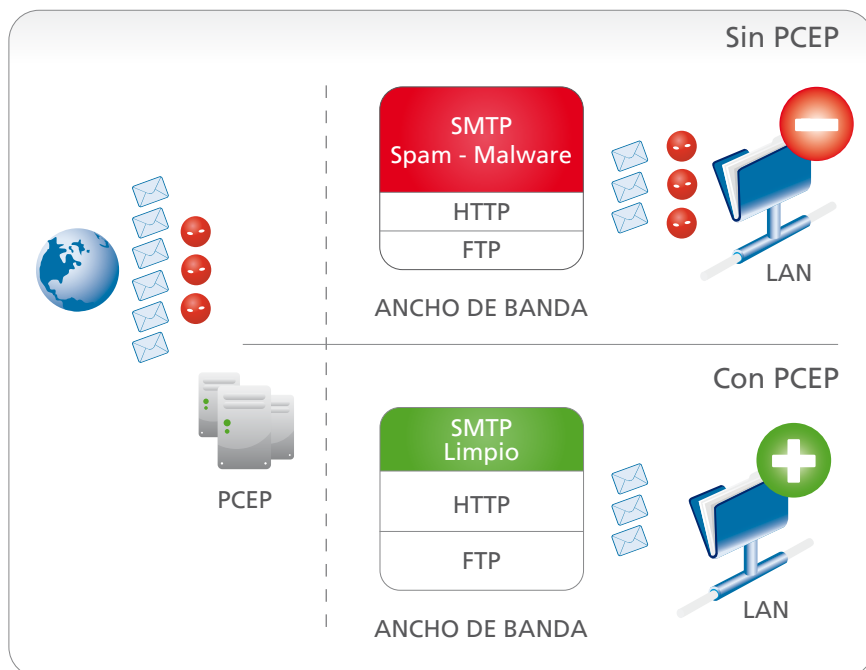 Sin PCEP
SMTP
Spam - Malware
HTTP
FTP
ANCHO DE BANDA
LAN
Con PCEP
PCEP
SMTP
Limpio
HTTP
FTP
ANCHO DE BANDA
LAN